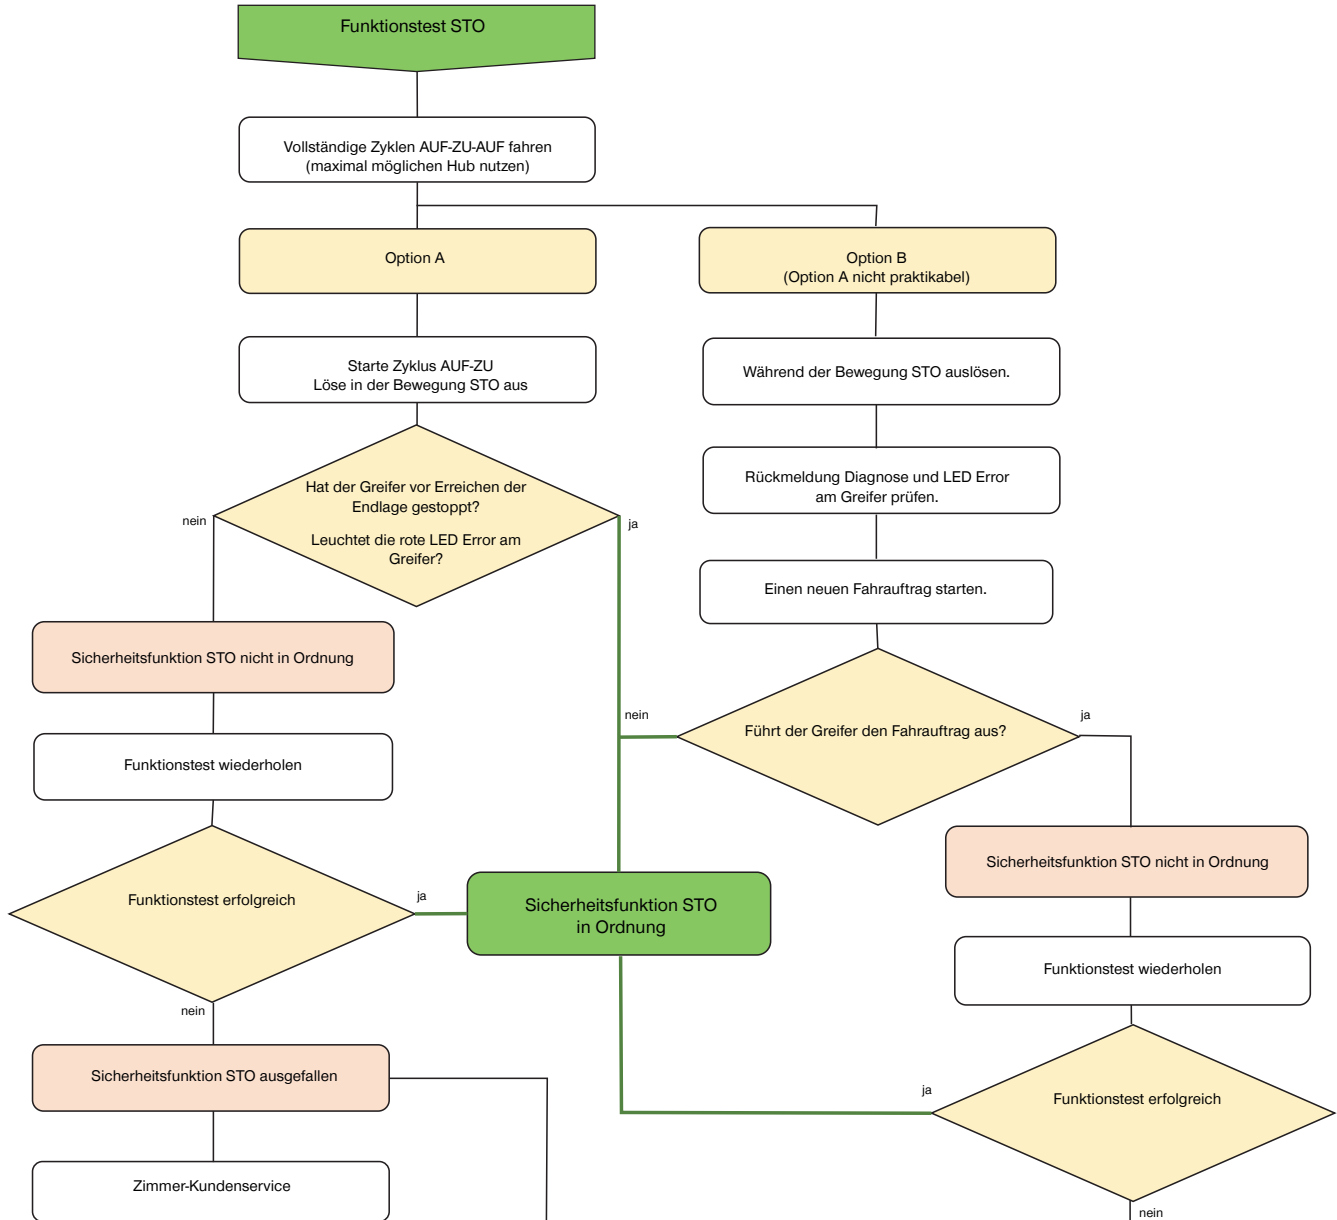 Funktionstest STO
Vollständige Zyklen AUF-ZU-AUF fahren
(maximal möglichen Hub nutzen)
Option A
Option B
(Option A nicht praktikabel)
Starte Zyklus AUF-ZU
Löse in der Bewegung STO aus
Während der Bewegung STO auslösen.
Hat der Greifer vor Erreichen der
Endlage gestoppt?
Leuchtet die rote LED Error am
Greifer?
nein
ja
Rückmeldung Diagnose und LED Error
am Greifer prüfen.
Einen neuen Fahrauftrag starten.
Sicherheitsfunktion STO nicht in Ordnung
nein
Führt der Greifer den Fahrauftrag aus?
ja
Funktionstest wiederholen
Sicherheitsfunktion STO nicht in Ordnung
Funktionstest erfolgreich
ja
Sicherheitsfunktion STO
in Ordnung
Funktionstest wiederholen
nein
Sicherheitsfunktion STO ausgefallen
ja
Funktionstest erfolgreich
Zimmer-Kundenservice
nein